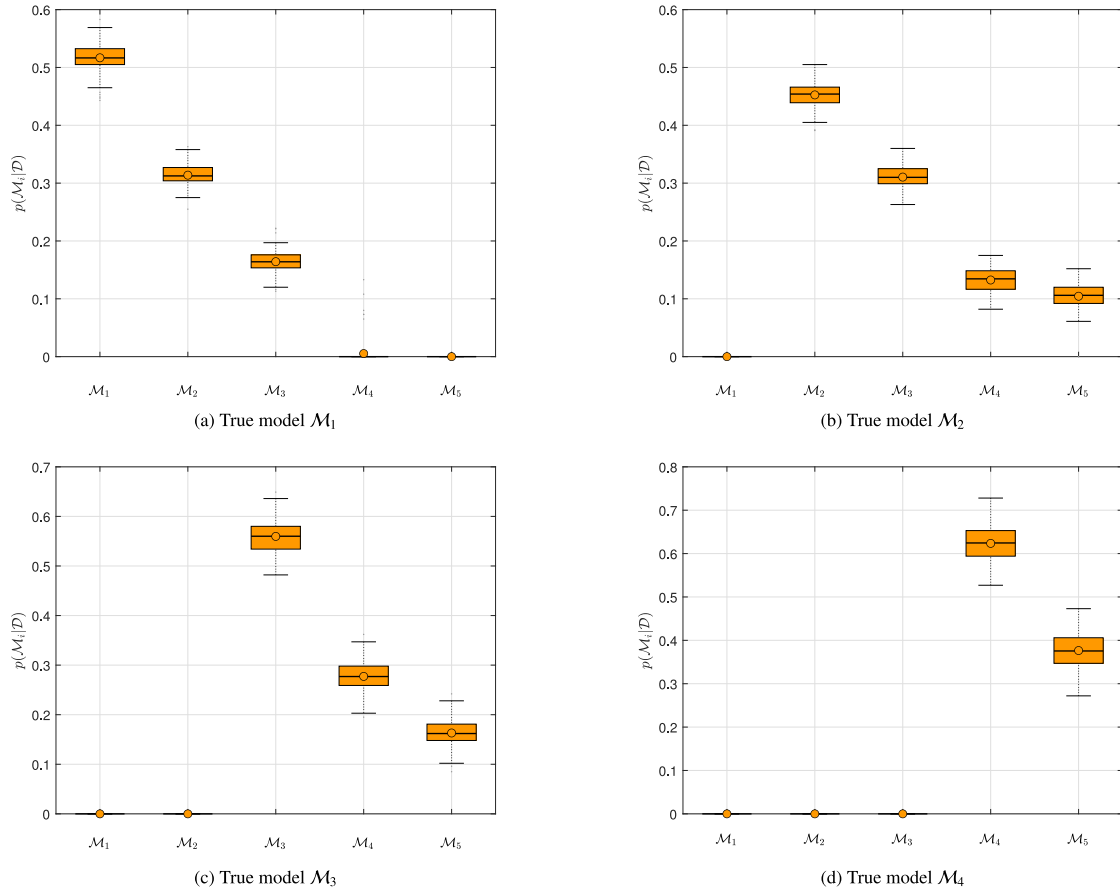 0.6
0.5
0.4
0.3
0.2
0.1
0
p(ℳᵢ|𝒟)
ℳ₁ ℳ₂ ℳ₃ ℳ₄ ℳ₅
(a) True model ℳ₁
0.6
0.5
0.4
0.3
0.2
0.1
0
p(ℳᵢ|𝒟)
ℳ₁ ℳ₂ ℳ₃ ℳ₄ ℳ₅
(b) True model ℳ₂
0.7
0.6
0.5
0.4
0.3
0.2
0.1
0
p(ℳᵢ|𝒟)
ℳ₁ ℳ₂ ℳ₃ ℳ₄ ℳ₅
(c) True model ℳ₃
0.8
0.7
0.6
0.5
0.4
0.3
0.2
0.1
0
p(ℳᵢ|𝒟)
ℳ₁ ℳ₂ ℳ₃ ℳ₄ ℳ₅
(d) True model ℳ₄